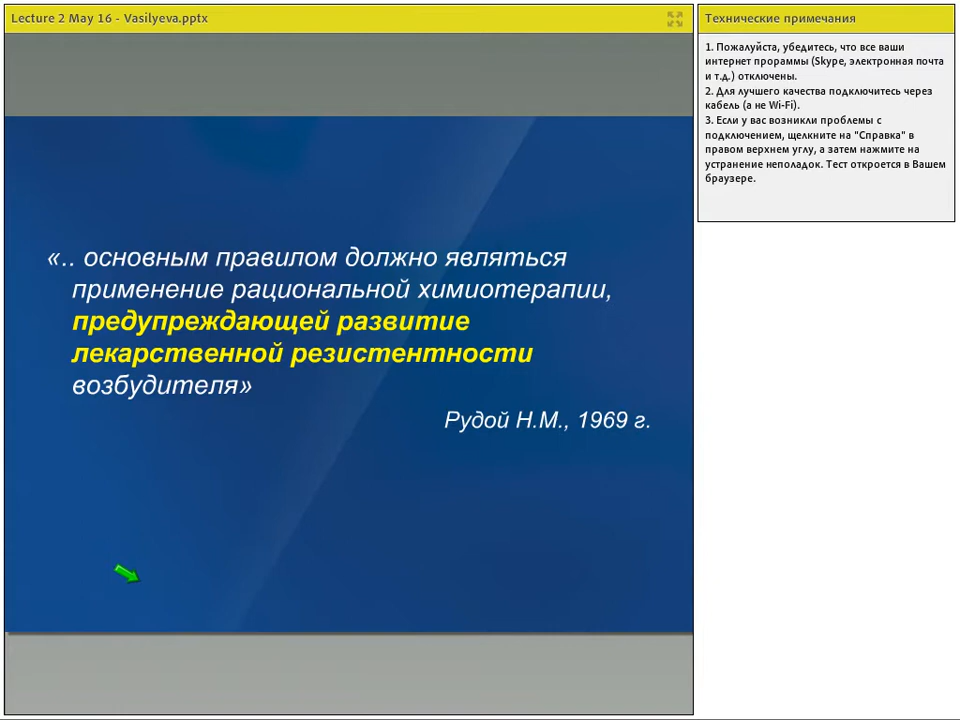 Lecture 2 May 16 - Vasilyeva.pptx
«.. основным правилом должно являться
применение рациональной химиотерапии,
предупреждающей развитие
лекарственной резистентности
возбудителя»
Рудой Н.М., 1969 г.
Технические примечания
1. Пожалуйста, убедитесь, что все ваши
интернет прораммы (Skype, электронная почта
и т.д.) отключены.
2. Для лучшего качества подключитесь через
кабель (а не Wi-Fi).
3. Если у вас возникли проблемы с
подключением, щелкните на "Справка" в
правом верхнем углу, а затем нажмите на
устранение неполадок. Тест откроется в Вашем
браузере.